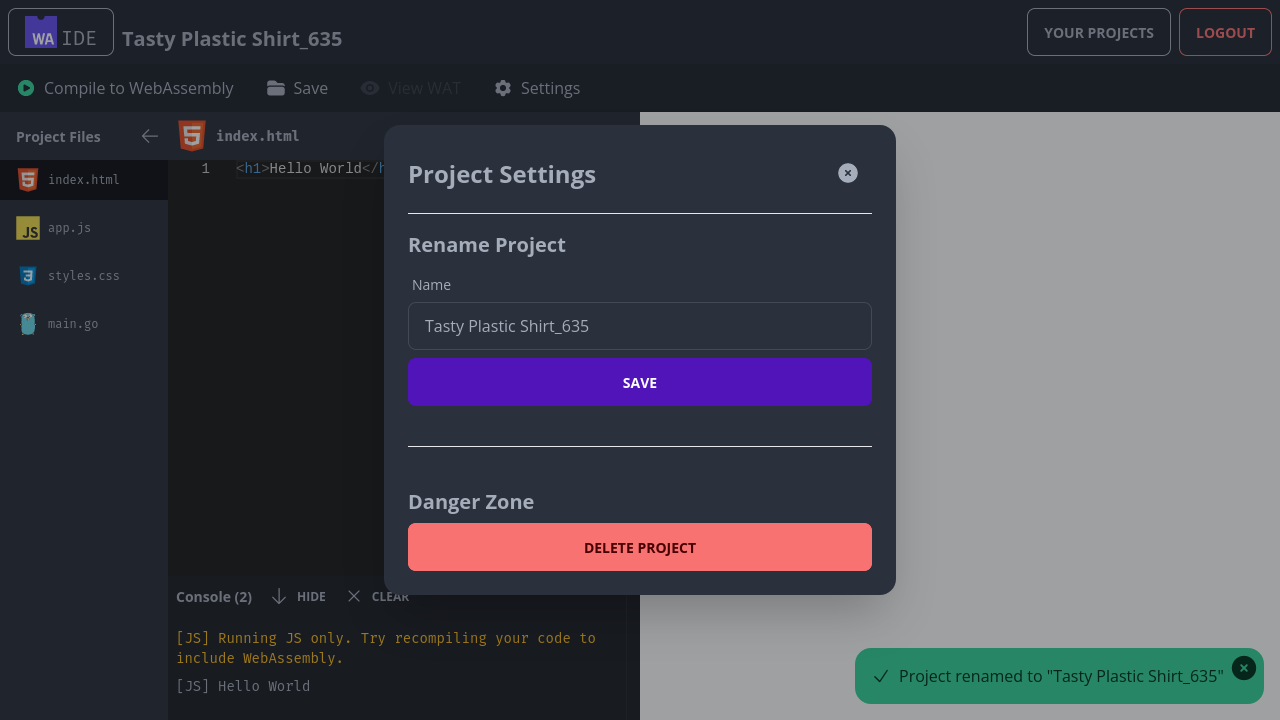 WA IDE
Tasty Plastic Shirt_635
YOUR PROJECTS
LOGOUT
Compile to WebAssembly
Save
View WAT
Settings
Project Files
index.html
app.js
styles.css
main.go
index.html
1
<h1>Hello World</h
Project Settings
Rename Project
Name
Tasty Plastic Shirt_635
SAVE
Danger Zone
DELETE PROJECT
Console (2)
HIDE
CLEAR
[JS] Running JS only. Try recompiling your code to
include WebAssembly.
[JS] Hello World
Project renamed to "Tasty Plastic Shirt_635"